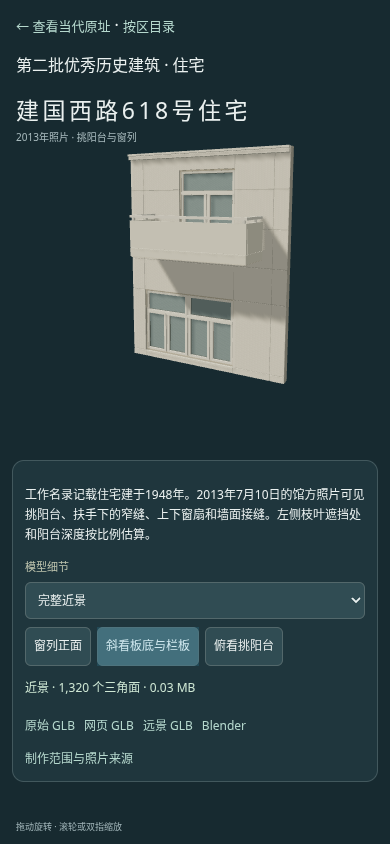 ← 查看当代原址 · 按区目录
第二批优秀历史建筑 · 住宅
建国西路618号住宅
2013年照片 · 挑阳台与窗列
工作名录记载住宅建于1948年。2013年7月10日的馆方照片可见
挑阳台、扶手下的窄缝、上下窗扇和墙面接缝。左侧枝叶遮挡处
和阳台深度按比例估算。
模型细节
完整近景
窗列正面 斜看板底与栏板 俯看挑阳台
近景 · 1,320 个三角面 · 0.03 MB
原始 GLB 网页 GLB 远景 GLB Blender
制作范围与照片来源
拖动旋转 · 滚轮或双指缩放